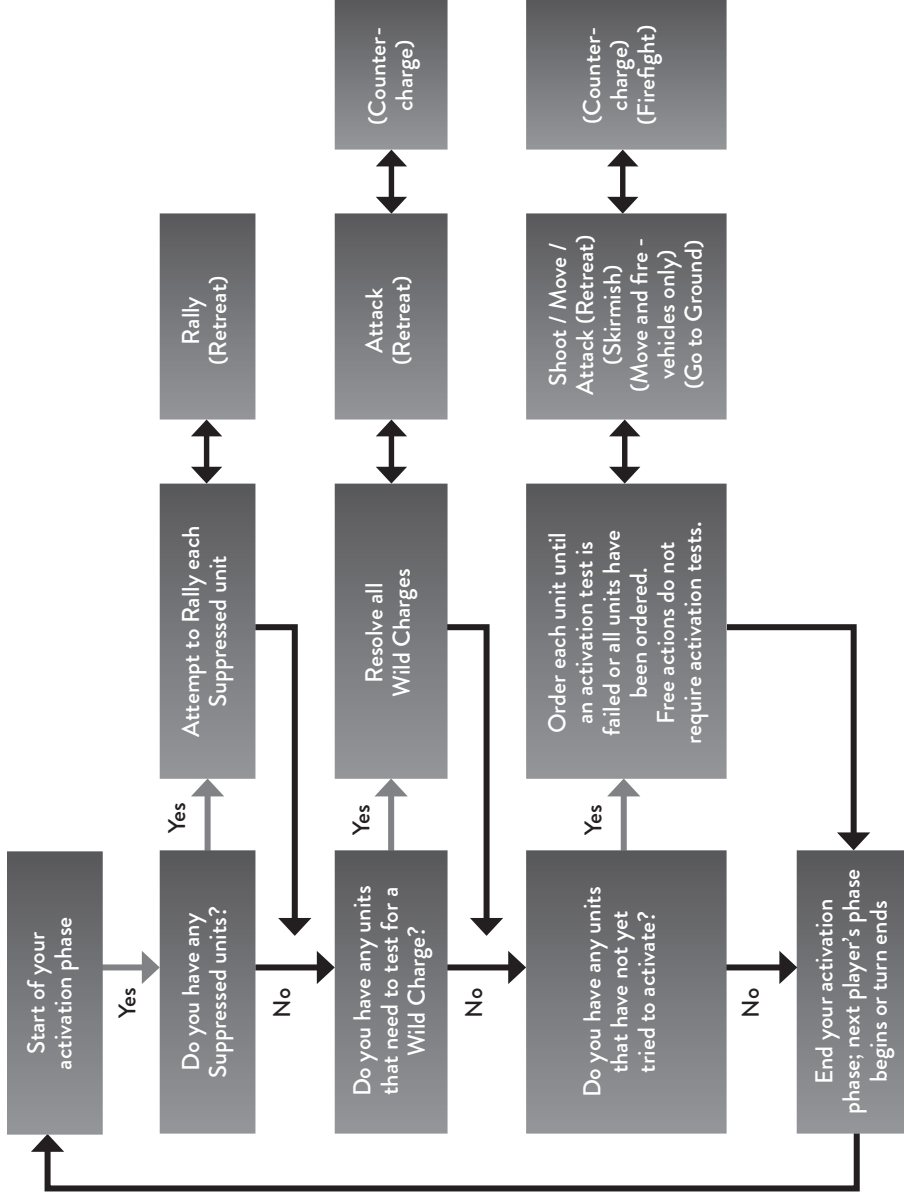 Start of your
activation phase
Yes
Do you have any
Suppressed units?
Yes
Attempt to Rally each
Suppressed unit
Rally
(Retreat)
No
Do you have any units
that need to test for a
Wild Charge?
Yes
Resolve all
Wild Charges
Attack
(Retreat)
(Counter-
charge)
No
Do you have any units
that have not yet
tried to activate?
Yes
Order each unit until
an activation test is
failed or all units have
been ordered.
Free actions do not
require activation tests.
Shoot / Move /
Attack (Retreat)
(Skirmish)
(Move and fire -
vehicles only)
(Go to Ground)
(Counter-
charge)
(Firefight)
No
End your activation
phase; next player's phase
begins or turn ends